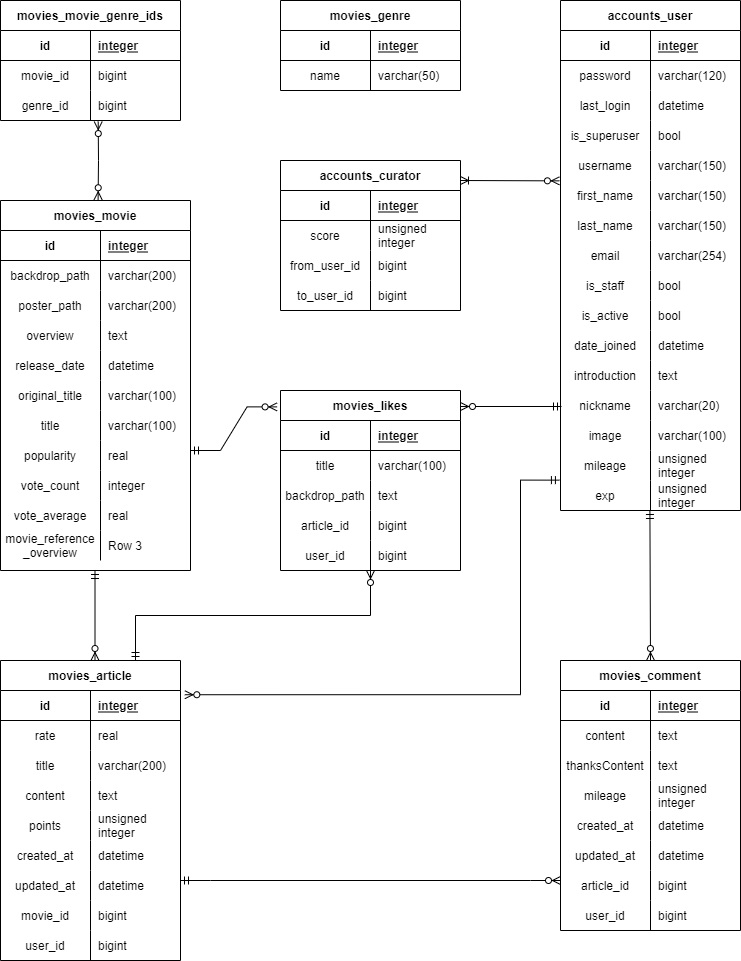 movies_movie_genre_ids
id integer
movie_id bigint
genre_id bigint
movies_genre
id integer
name varchar(50)
accounts_user
id integer
password varchar(120)
last_login datetime
is_superuser bool
username varchar(150)
first_name varchar(150)
last_name varchar(150)
email varchar(254)
is_staff bool
is_active bool
date_joined datetime
introduction text
nickname varchar(20)
image varchar(100)
mileage unsigned
integer
exp unsigned
integer
accounts_curator
id integer
score unsigned
integer
from_user_id bigint
to_user_id bigint
movies_movie
id integer
backdrop_path varchar(200)
poster_path varchar(200)
overview text
release_date datetime
original_title varchar(100)
title varchar(100)
popularity real
vote_count integer
vote_average real
movie_reference
_overview Row 3
movies_likes
id integer
title varchar(100)
backdrop_path text
article_id bigint
user_id bigint
movies_article
id integer
rate real
title varchar(200)
content text
points unsigned
integer
created_at datetime
updated_at datetime
movie_id bigint
user_id bigint
movies_comment
id integer
content text
thanksContent text
mileage unsigned
integer
created_at datetime
updated_at datetime
article_id bigint
user_id bigint